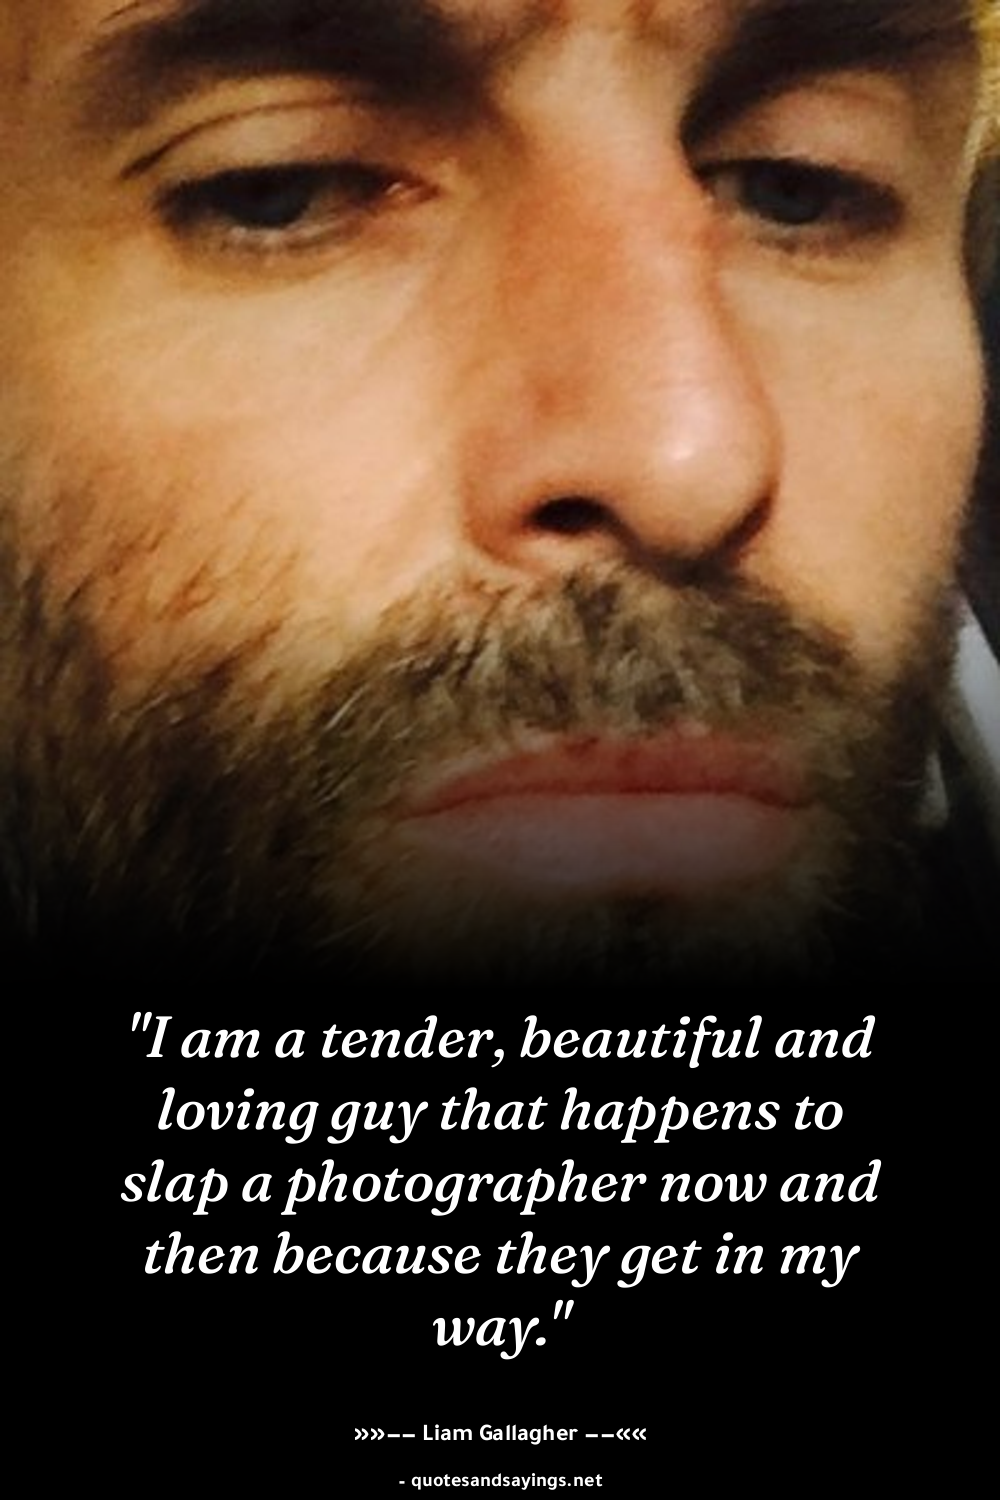 "I am a tender, beautiful and
loving guy that happens to
slap a photographer now and
then because they get in my
way."
»»–– Liam Gallagher ––««
- quotesandsayings.net